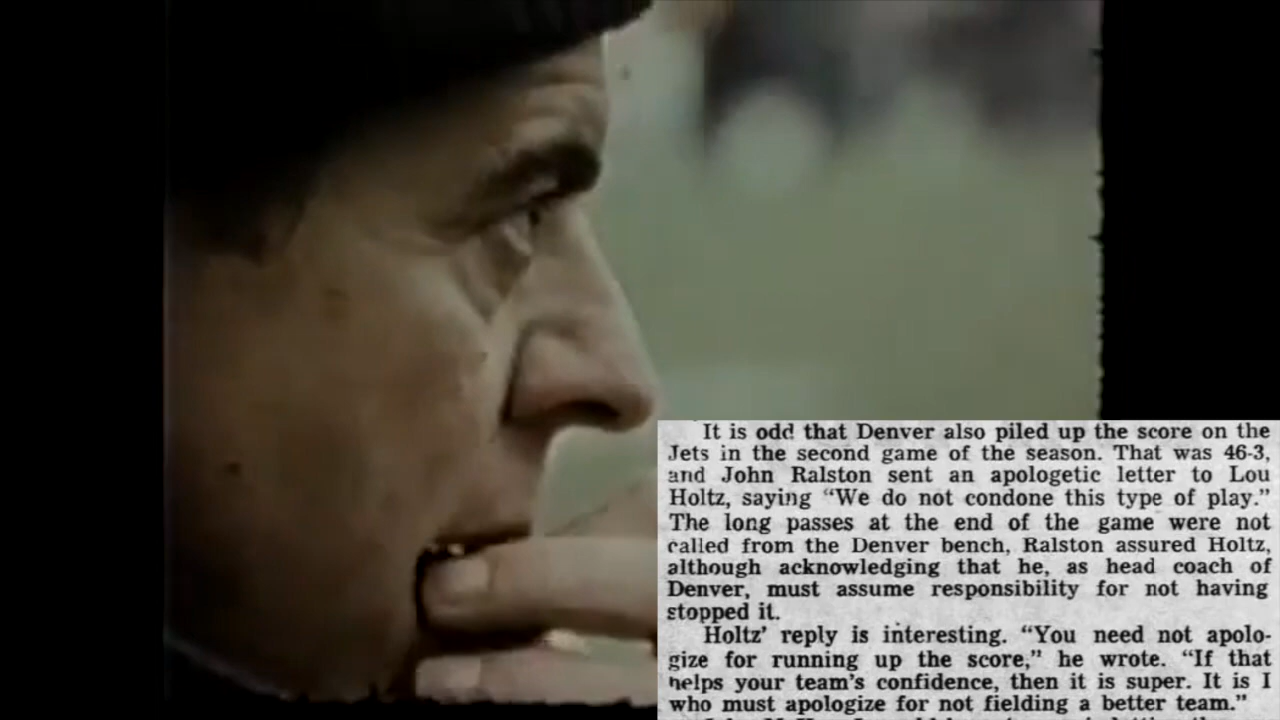 It is odd that Denver also piled up the score on the
Jets in the second game of the season. That was 46-3,
and John Ralston sent an apologetic letter to Lou
Holtz, saying “We do not condone this type of play.”
The long passes at the end of the game were not
called from the Denver bench, Ralston assured Holtz,
although acknowledging that he, as head coach of
Denver, must assume responsibility for not having
stopped it.
Holtz’ reply is interesting. “You need not apolo-
gize for running up the score,” he wrote. “If that
helps your team’s confidence, then it is super. It is I
who must apologize for not fielding a better team.”